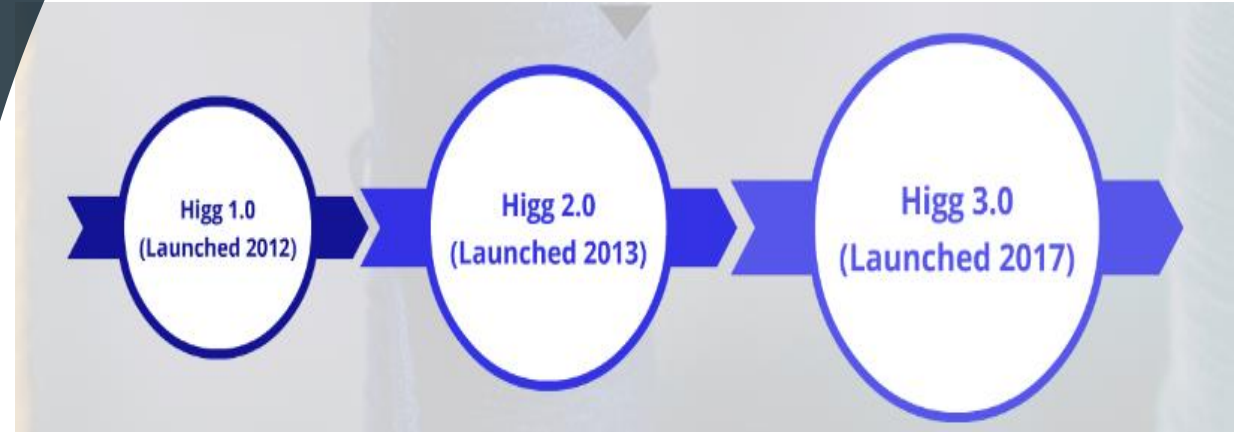 Higg 1.0
(Launched 2012)
Higg 2.0
(Launched 2013)
Higg 3.0
(Launched 2017)